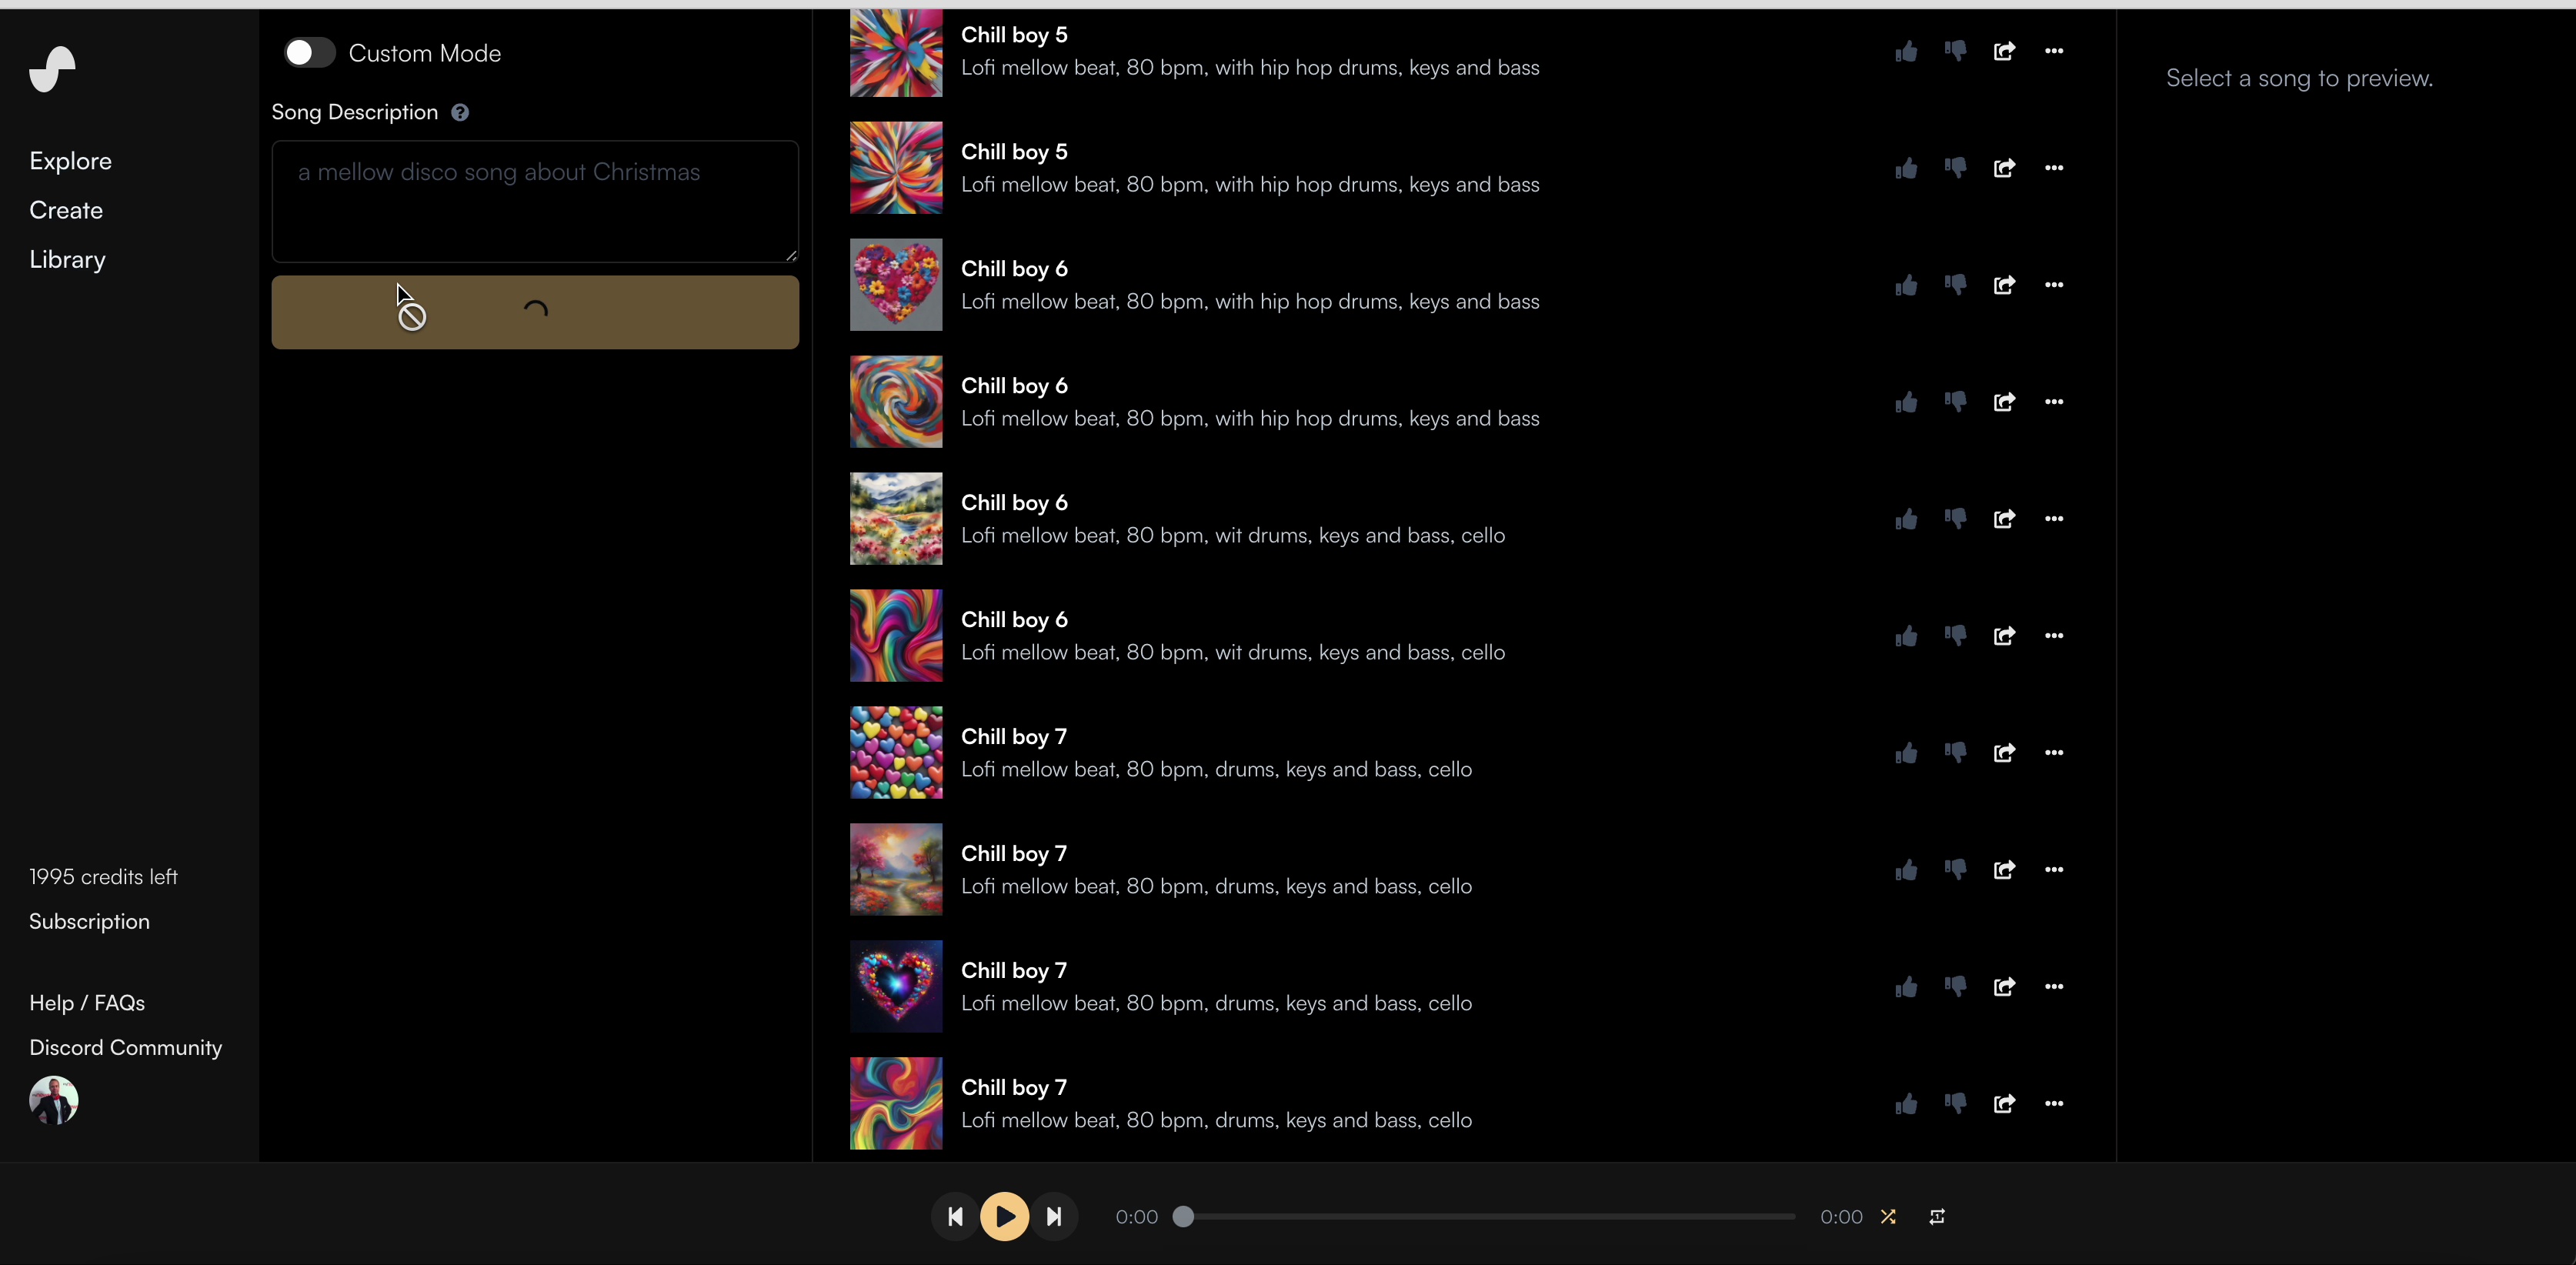 Explore
Create
Library
1995 credits left
Subscription
Help / FAQs
Discord Community
Custom Mode
Song Description
a mellow disco song about Christmas
Chill boy 5
Lofi mellow beat, 80 bpm, with hip hop drums, keys and bass
Chill boy 5
Lofi mellow beat, 80 bpm, with hip hop drums, keys and bass
Chill boy 6
Lofi mellow beat, 80 bpm, with hip hop drums, keys and bass
Chill boy 6
Lofi mellow beat, 80 bpm, with hip hop drums, keys and bass
Chill boy 6
Lofi mellow beat, 80 bpm, wit drums, keys and bass, cello
Chill boy 6
Lofi mellow beat, 80 bpm, wit drums, keys and bass, cello
Chill boy 7
Lofi mellow beat, 80 bpm, drums, keys and bass, cello
Chill boy 7
Lofi mellow beat, 80 bpm, drums, keys and bass, cello
Chill boy 7
Lofi mellow beat, 80 bpm, drums, keys and bass, cello
Chill boy 7
Lofi mellow beat, 80 bpm, drums, keys and bass, cello
Select a song to preview.
0:00
0:00